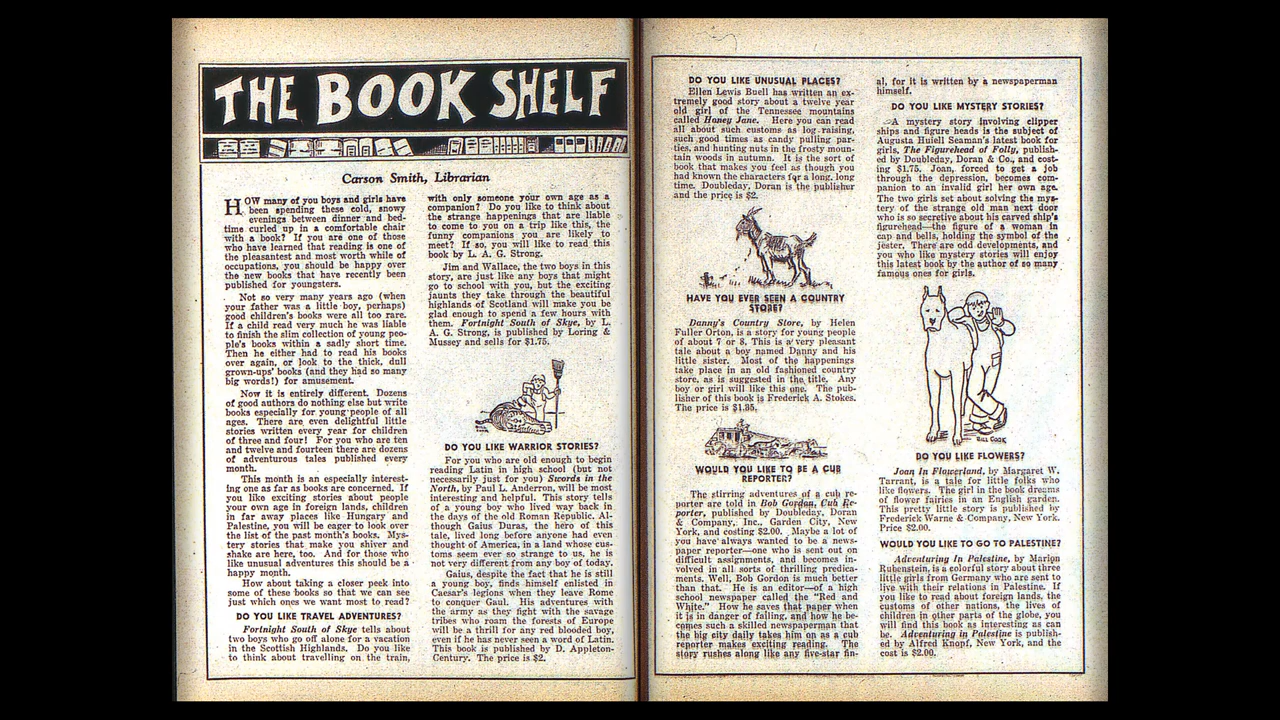 THE BOOK SHELF
Carson Smith, Librarian
HOW many of you boys and girls have
been spending these cold, snowy
evenings between dinner and bed-
time curled up in a comfortable chair
with a book? If you are one of those
who have learned that reading is one of
the pleasantest and most worth while of
occupations, you should be happy over
the new books that have recently been
published for youngsters.
Not so very many years ago (when
your father was a little boy, perhaps)
good children's books were all too rare.
If a child read very much he was liable
to finish the slim collection of young peo-
ple's books within a sadly short time.
Then he either had to read his books
over again, or look to the thick, dull
grown-ups' books (and they had so many
big words!) for amusement.
Now it is entirely different. Dozens
of good authors do nothing else but write
books especially for young people of all
ages. There are even delightful little
stories written every year for children
of three and four! For you who are ten
and twelve and fourteen there are dozens
of adventurous tales published every
month.
This month is an especially interest-
ing one as far as books are concerned. If
you like exciting stories about people
your own age in foreign lands, children
in far away places like Hungary and
Palestine, you will be eager to look over
the list of the past month's books. Mys-
tery stories that make you shiver and
shake are here, too. And for those who
like unusual adventures this should be a
happy month.
How about taking a closer peek into
some of these books so that we can see
just which ones we want most to read?
DO YOU LIKE TRAVEL ADVENTURES?
Fortnight South of Skye tells about
two boys who go off alone for a vacation
in the Scottish Highlands. Do you like
to think about travelling on the train,
with only someone your own age as a
companion? Do you like to think about
the strange happenings that are liable
to come to you on a trip like this, the
funny companions you are likely to
meet? If so, you will like to read this
book by L. A. G. Strong.
Jim and Wallace, the two boys in this
story, are just like any boys that might
go to school with you, but the exciting
jaunts they take through the beautiful
highlands of Scotland will make you be
glad enough to spend a few hours with
them. Fortnight South of Skye, by L.
A. G. Strong, is published by Loring &
Mussey and sells for $1.75.
DO YOU LIKE WARRIOR STORIES?
For you who are old enough to begin
reading Latin in high school (but not
necessarily just for you) Swords in the
North, by Paul L. Anderron, will be most
interesting and helpful. This story tells
of a young boy who lived way back in
the days of the old Roman Republic. Al-
though Gaius Duras, the hero of this
tale, lived long before anyone had even
thought of America, in a land whose cus-
toms seem ever so strange to us, he is
not very different from any boy of today.
Gaius, despite the fact that he is still
a young boy, finds himself enlisted in
Caesar's legions when they leave Rome
to conquer Gaul. His adventures with
the army as they fight with the savage
tribes who roam the forests of Europe
will be a thrill for any red blooded boy,
even if he has never seen a word of Latin.
This book is published by D. Appleton-
Century. The price is $2.
DO YOU LIKE UNUSUAL PLACES?
Ellen Lewis Buell has written an ex-
tremely good story about a twelve year
old girl of the Tennessee mountains
called Honey Jane. Here you can read
all about such customs as log raising,
such good times as candy pulling par-
ties, and hunting nuts in the frosty moun-
tain woods in autumn. It is the sort of
book that makes you feel as though you
had known the characters for a long, long
time. Doubleday, Doran is the publisher
and the price is $2.
HAVE YOU EVER SEEN A COUNTRY
STORE?
Danny's Country Store, by Helen
Fuller Orton, is a story for young people
of about 7 or 8. This is a very pleasant
tale about a boy named Danny and his
little sister. Most of the happenings
take place in an old fashioned country
store, as is suggested in the title. Any
boy or girl will like this one. The pub-
lisher of this book is Frederick A. Stokes.
The price is
WOULD YOU LIKE TO BE A CUB
REPORTER?
The stirring adventures of a cub re-
porter are told in Bob Gordon, Cub Re-
porter, published by Doubleday, Doran
& Company, Inc., Garden City, New
York, and costing $2.00. Maybe a lot of
you have always wanted to be a news-
paper reporter—one who is sent out on
difficult assignments, and becomes in-
volved in all sorts of thrilling predica-
ments. Well, Bob Gordon is much better
than that. He is an editor—of a high
school newspaper called the "Red and
White." How he saves that paper when
it is in danger of failing, and how he be-
comes such a skilled newspaperman that
the big city daily takes him on as a cub
reporter makes exciting reading. The
story rushes along like any five-star fin-
al, for it is written by a newspaperman
himself.
DO YOU LIKE MYSTERY STORIES?
A mystery story involving clipper
ships and figure heads is the subject of
Augusta Huiell Seaman's latest book for
girls, The Figurehead of Folly, publish-
ed by Doubleday, Doran & Co., and cost-
ing $1.75. Joan, forced to get a job
through the depression, becomes com-
panion to an invalid girl her own age.
The two girls set about solving the mys-
tery of the strange old man next door
who is so secretive about his carved ship's
figurehead—the figure of a woman in
cap and bells, holding the symbol of the
jester. There are odd developments, and
you who like mystery stories will enjoy
this latest book by the author of so many
famous ones for girls.
BILL COOK
DO YOU LIKE FLOWERS?
Joan In Flowerland, by Margaret W.
Tarrant, is a tale for little folks who
like flowers. The girl in the book dreams
of flower fairies in an English garden.
This pretty little story is published by
Frederick Warne & Company, New York.
Price $2.00.
WOULD YOU LIKE TO GO TO PALESTINE?
Adventuring In Palestine, by Marion
Rubenstein, is a colorful story about three
little girls from Germany who are sent to
live with their relations in Palestine. If
you like to read about foreign lands, the
customs of other nations, the lives of
children in other parts of the globe, you
will find this book as interesting as can
be. Adventuring in Palestine is publish-
ed by Alfred Knopf, New York, and the
cost is $2.00.